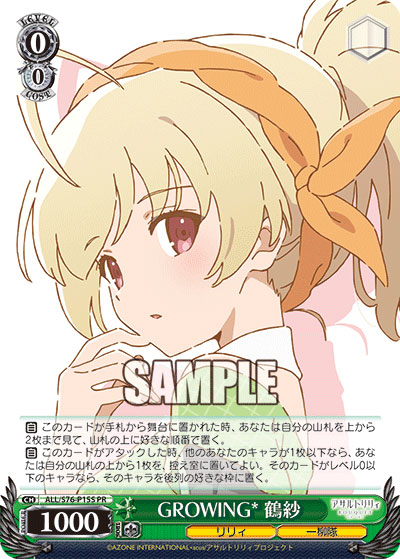 LEVEL
0
0
COST
SAMPLE
自 このカードが手札から舞台に置かれた時、あなたは自分の山札を上から
2枚まで見て、山札の上に好きな順番で置く。
自 このカードがアタックした時、他のあなたのキャラが1枚以下なら、あな
たは自分の山札の上から1枚を、控え室に置いてよい。そのカードがレベル0以
下のキャラなら、そのキャラを後列の好きな枠に置く。
CH ALL/S76-P15S PR
アサルトリリィ
BOUQUET
1000
GROWING* 鶴紗
リリィ
一柳隊
©AZONE INTERNATIONAL・acus/アサルトリリィプロジェクト